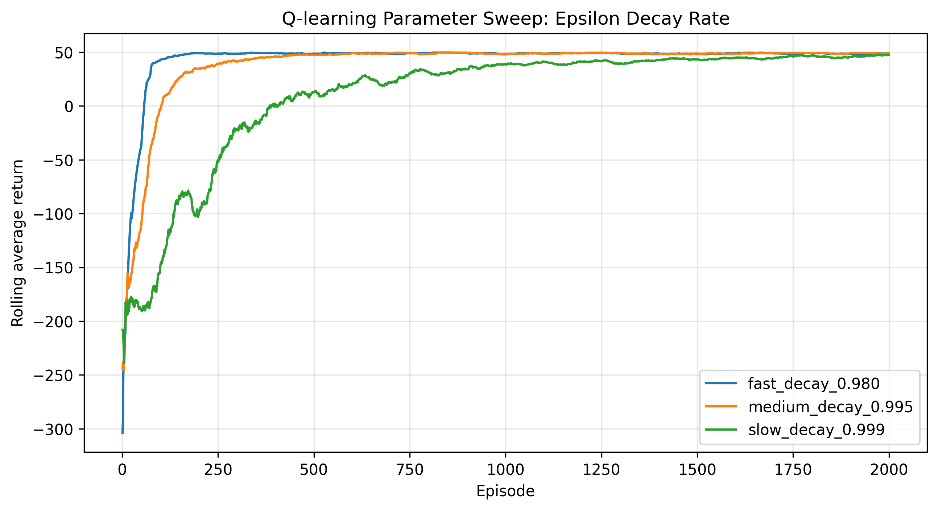 Q-learning Parameter Sweep: Epsilon Decay Rate
Rolling average return
50
0
−50
−100
−150
−200
−250
−300
fast_decay_0.980
medium_decay_0.995
slow_decay_0.999
0
250
500
750
1000
1250
1500
1750
2000
Episode